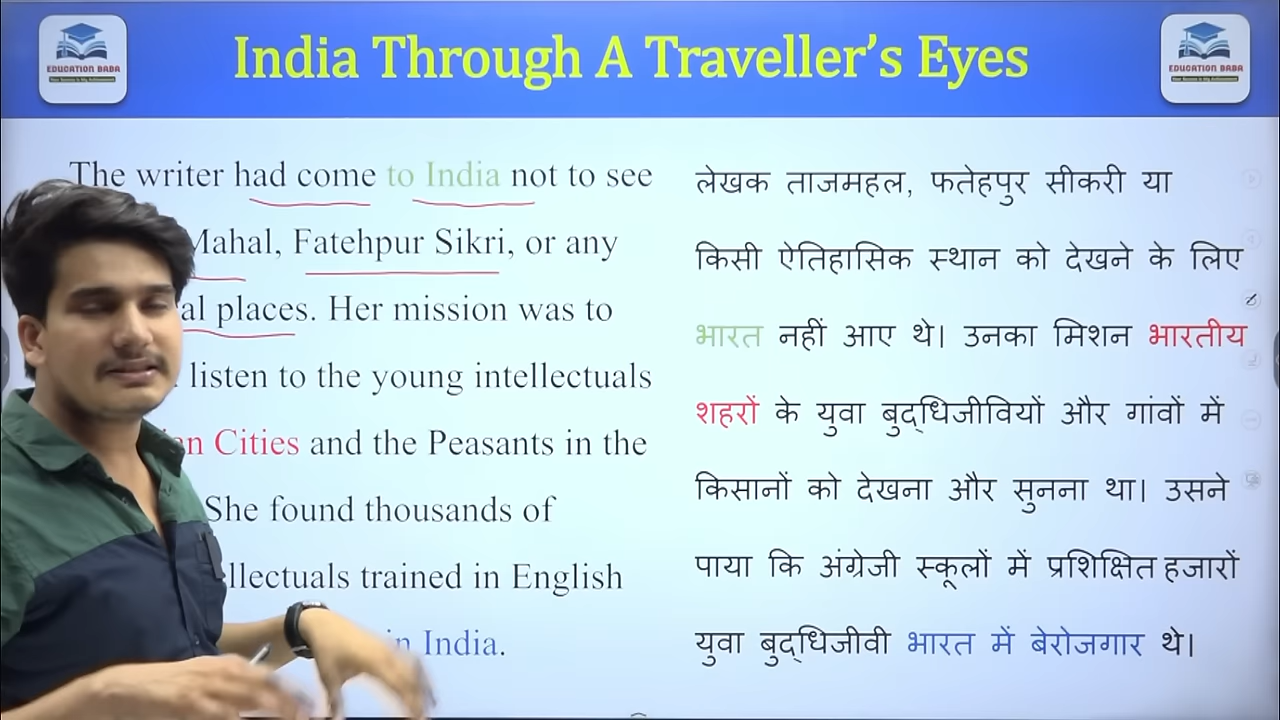 EDUCATION BABA
India Through A Traveller's Eyes
EDUCATION BABA
The writer had come to India not to see
Mahal, Fatehpur Sikri, or any
al places. Her mission was to
listen to the young intellectuals
an Cities and the Peasants in the
She found thousands of
llectuals trained in English
in India.
लेखक ताजमहल, फतेहपुर सीकरी या
किसी ऐतिहासिक स्थान को देखने के लिए
भारत नहीं आए थे। उनका मिशन भारतीय
शहरों के युवा बुद्धिजीवियों और गांवों में
किसानों को देखना और सुनना था। उसने
पाया कि अंग्रेजी स्कूलों में प्रशिक्षित हजारों
युवा बुद्धिजीवी भारत में बेरोजगार थे।